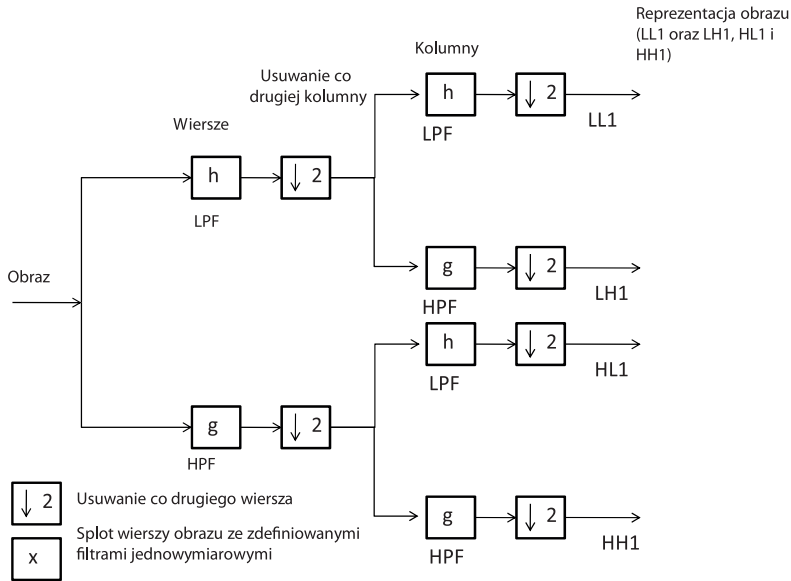 Reprezentacja obrazu
(LL1 oraz LH1, HL1 i
HH1)
Kolumny
Usuwanie co
drugiej kolumny
h
2
LL1
LPF
Wiersze
h
2
LPF
g
2
LH1
HPF
Obraz
h
2
HL1
LPF
g
2
HPF
g
2
HH1
HPF
2
Usuwanie co drugiego wiersza
x
Splot wierszy obrazu ze zdefiniowanymi
filtrami jednowymiarowymi